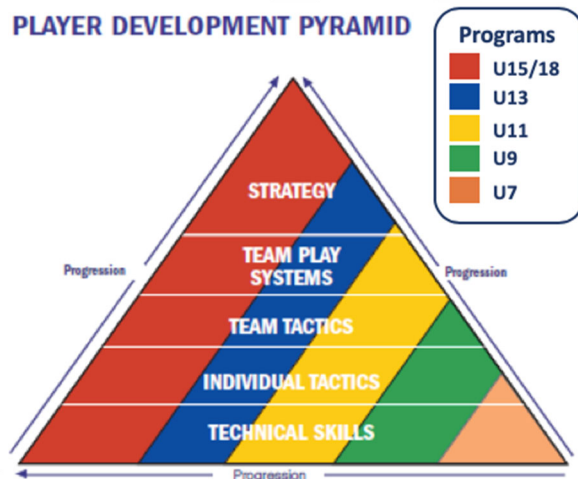 PLAYER DEVELOPMENT PYRAMID
Programs
U15/18
U13
U11
U9
U7
STRATEGY
TEAM PLAY
SYSTEMS
Progression
Progression
TEAM TACTICS
INDIVIDUAL TACTICS
TECHNICAL SKILLS
Progression